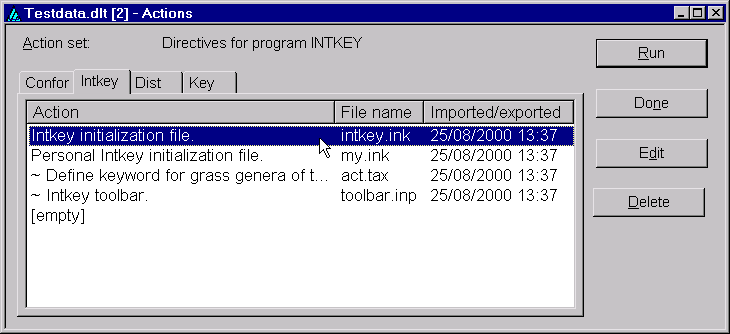 Testdata.dlt [2] - Actions
Action set: Directives for program INTKEY
Run
Confor Intkey Dist Key
Done
Action File name Imported/exported
Intkey initialization file. intkey.ink 25/08/2000 13:37
Personal Intkey initialization file. my.ink 25/08/2000 13:37
Edit
~ Define keyword for grass genera of t... act.tax 25/08/2000 13:37
~ Intkey toolbar. toolbar.inp 25/08/2000 13:37
Delete
[empty]